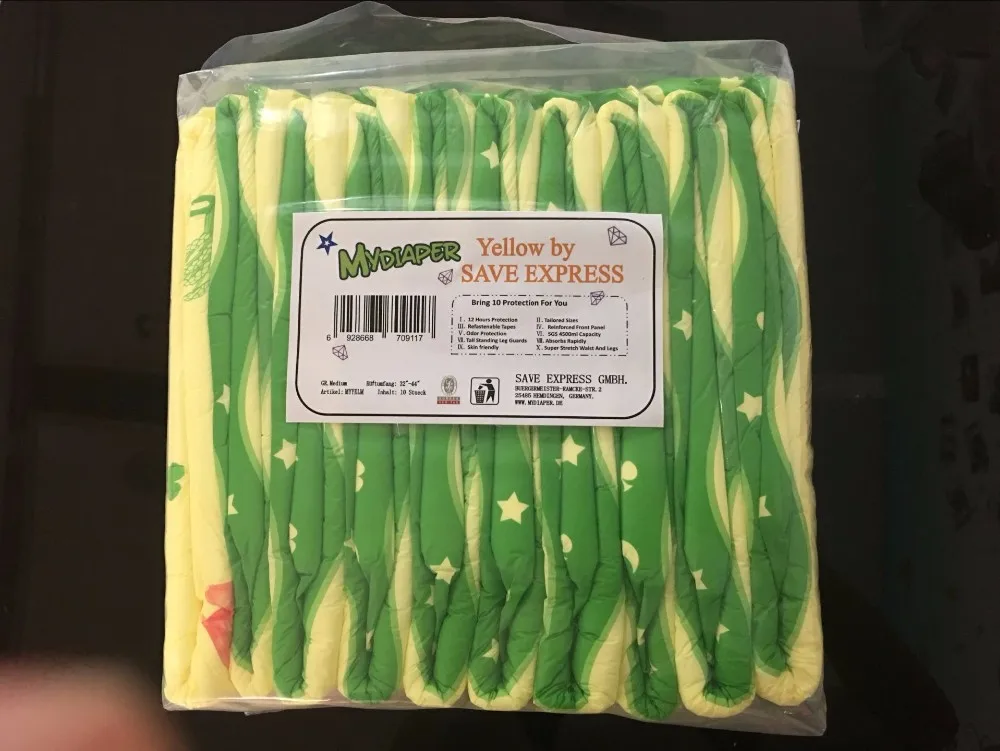 MYDIAPER
Yellow by
SAVE EXPRESS
Bring 10 Protection For You
I. 12 Hours Protection
II. Tailored Sizes
III. Refastenable Tapes
IV. Reinforced Front Panel
V. Odor Protection
VI. SGS 4500ml Capacity
VII. Tall Standing Leg Guards
VIII. Absorbs Rapidly
IX. Skin friendly
X. Super Stretch Waist And Legs
6 928668 709117
GR. Medium Hüftumfang: 32"-44"
Artikel: MYYELM Inhalt: 10 Stueck
SAVE EXPRESS GMBH.
BUERGERMEISTER-RAMCKE-STR. 2
25485 HEMDINGEN, GERMANY.
WWW.MYDIAPER.DE